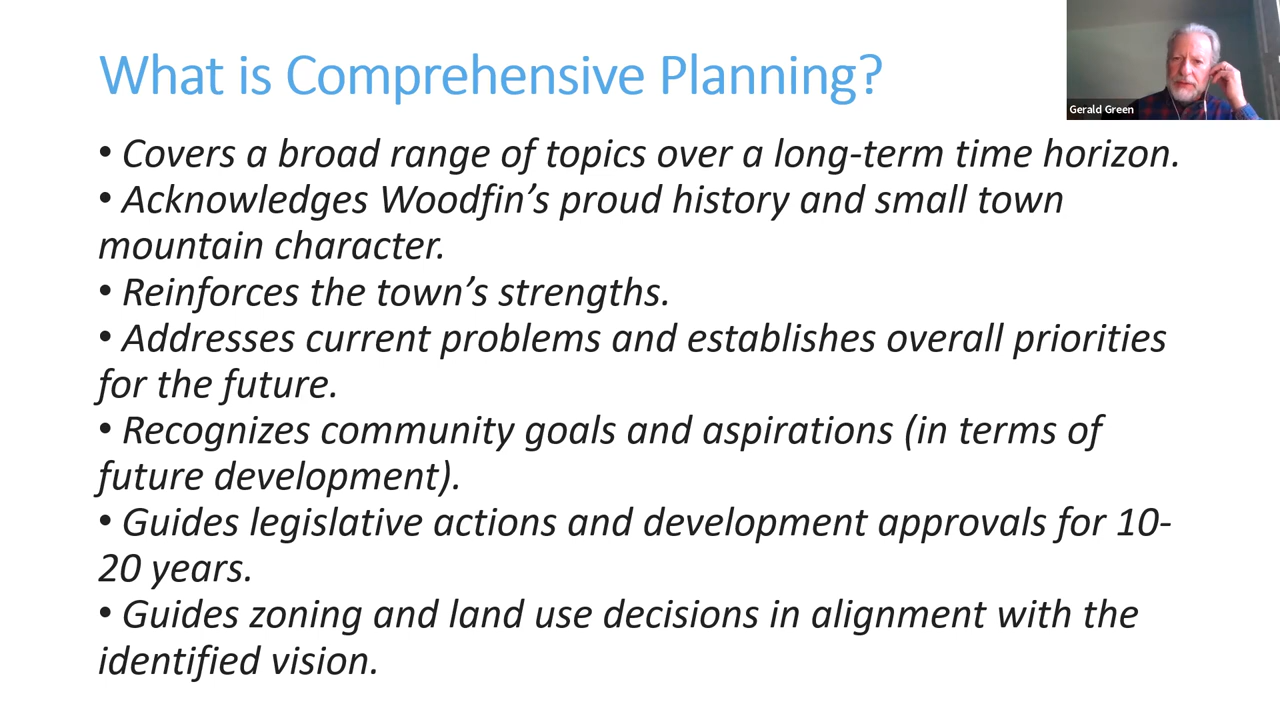 What is Comprehensive Planning?
Gerald Green
• Covers a broad range of topics over a long-term time horizon.
• Acknowledges Woodfin’s proud history and small town
mountain character.
• Reinforces the town’s strengths.
• Addresses current problems and establishes overall priorities
for the future.
• Recognizes community goals and aspirations (in terms of
future development).
• Guides legislative actions and development approvals for 10-
20 years.
• Guides zoning and land use decisions in alignment with the
identified vision.